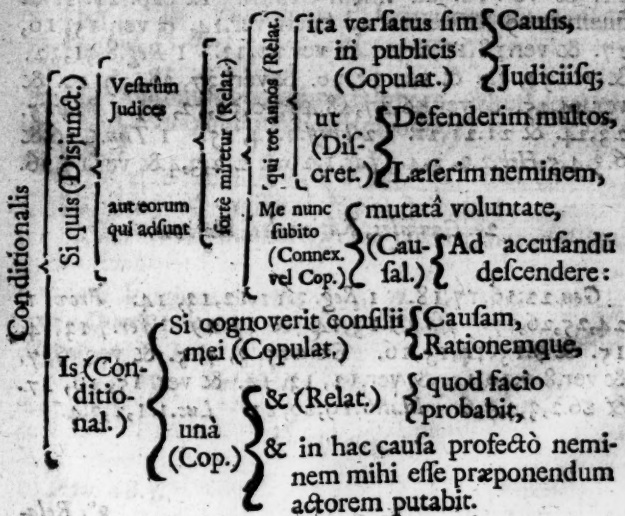 Conditionalis
Si quis (Disjunct.)
Veſtrûm
Judices
aut eorum
qui adſunt
fortè miretur (Relat.)
qui tot annos (Relat.)
ita verſatus ſim
in publicis
(Copulat.)
Cauſis,
Judiciiſq;
ut
(Diſ-
cret.)
Defenderim multos,
Læſerim neminem,
Me nunc
ſubito
(Connex.
vel Cop.)
mutatâ voluntate,
(Cau-
ſal.)
Ad accuſandū
deſcendere:
Is (Con-
ditio-
nal.)
Si cognoverit conſilii
mei (Copulat.)
Cauſam,
Rationemque,
unà
(Cop.)
& (Relat.)
quod facio
probabit,
& in hac cauſa profectò nemi-
nem mihi eſſe præponendum
actorem putabit.